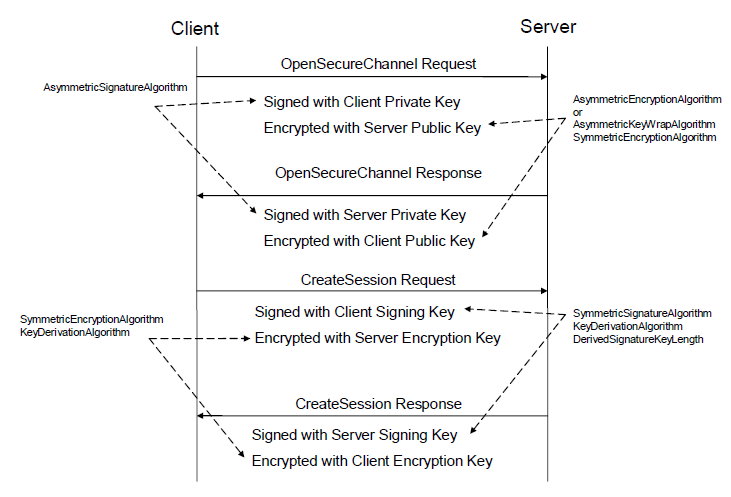 Client
Server
OpenSecureChannel Request
AsymmetricSignatureAlgorithm
Signed with Client Private Key
Encrypted with Server Public Key
AsymmetricEncryptionAlgorithm
or
AsymmetricKeyWrapAlgorithm
SymmetricEncryptionAlgorithm
OpenSecureChannel Response
Signed with Server Private Key
Encrypted with Client Public Key
CreateSession Request
Signed with Client Signing Key
Encrypted with Server Encryption Key
SymmetricEncryptionAlgorithm
KeyDerivationAlgorithm
SymmetricSignatureAlgorithm
KeyDerivationAlgorithm
DerivedSignatureKeyLength
CreateSession Response
Signed with Server Signing Key
Encrypted with Client Encryption Key